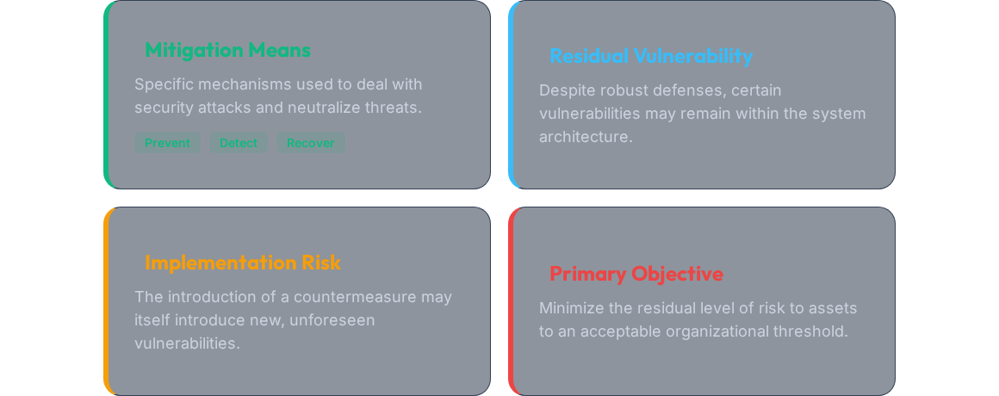 Mitigation Means
Specific mechanisms used to deal with
security attacks and neutralize threats.
Prevent Detect Recover
Residual Vulnerability
Despite robust defenses, certain
vulnerabilities may remain within the system
architecture.
Implementation Risk
The introduction of a countermeasure may
itself introduce new, unforeseen
vulnerabilities.
Primary Objective
Minimize the residual level of risk to assets
to an acceptable organizational threshold.